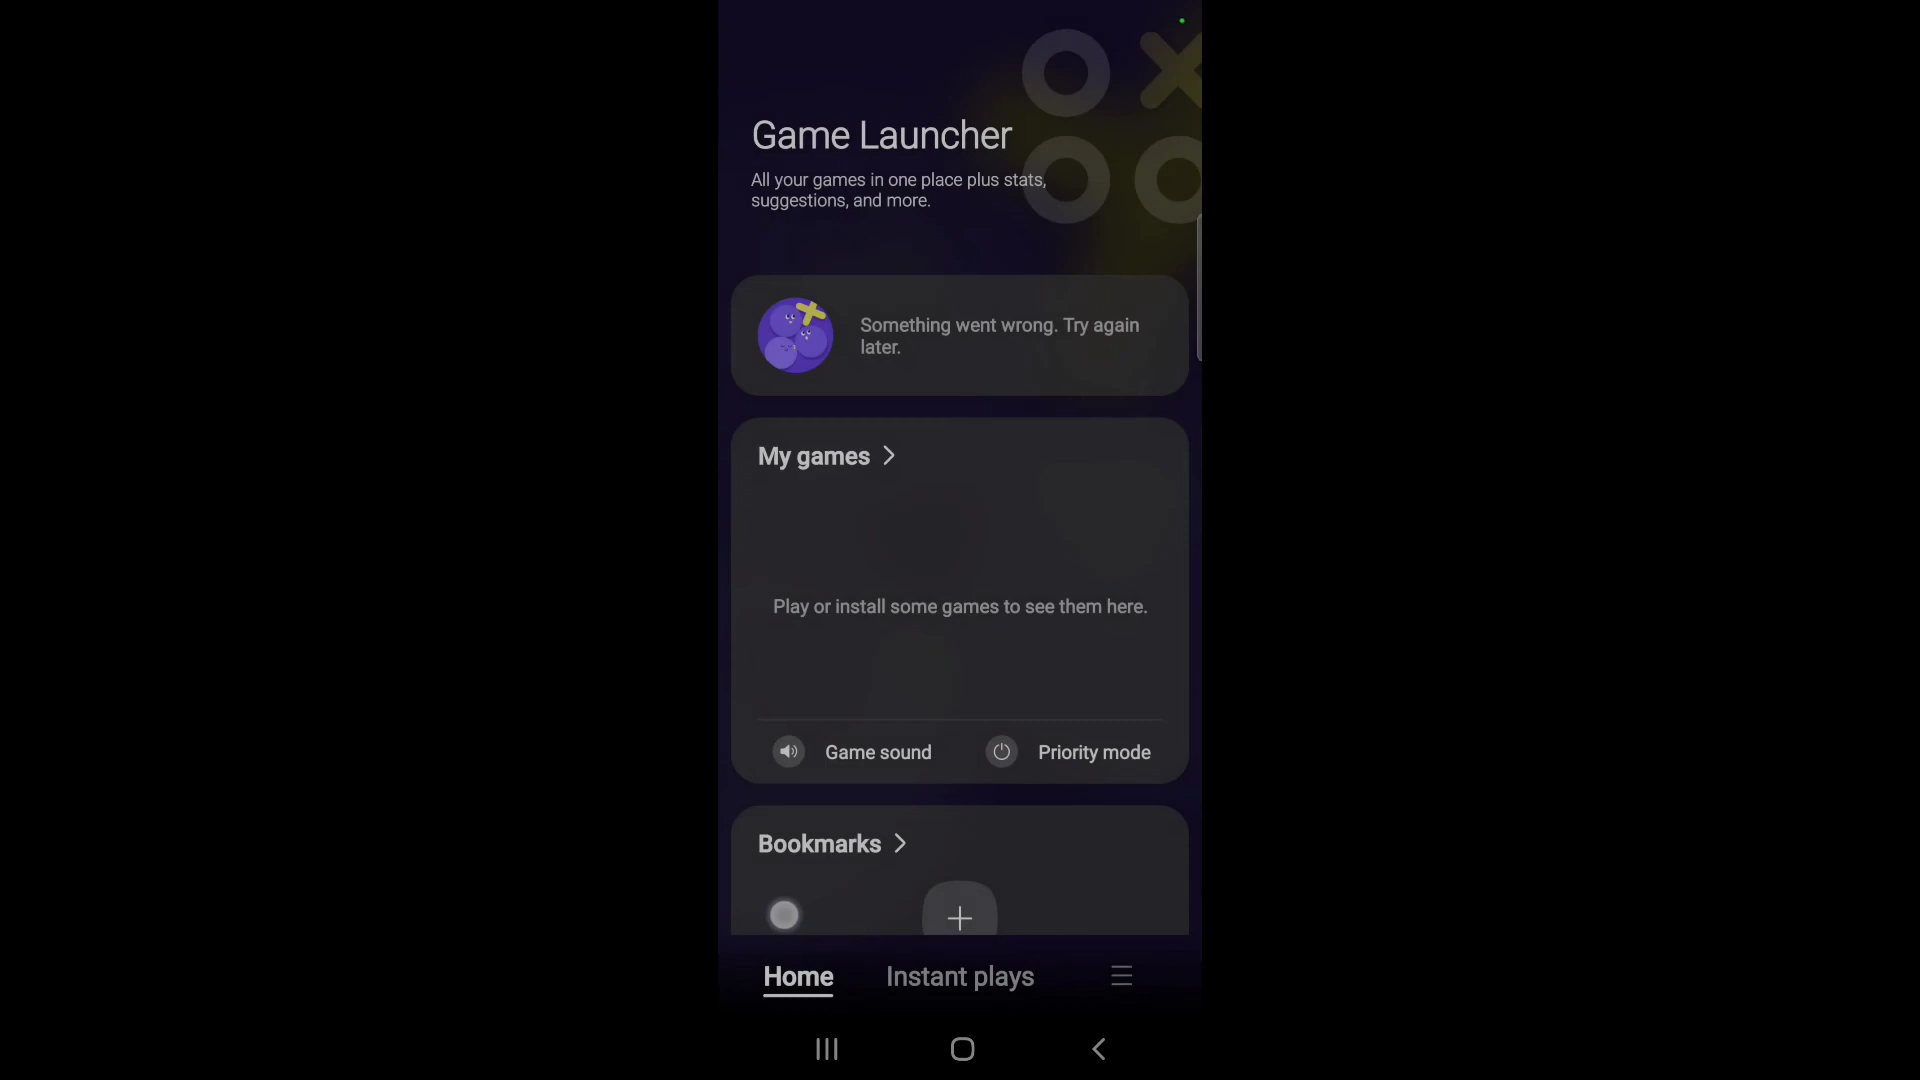 Game Launcher
All your games in one place plus stats,
suggestions, and more.
Something went wrong. Try again
later.
My games
Play or install some games to see them here.
Game sound
Priority mode
Bookmarks
Home
Instant plays